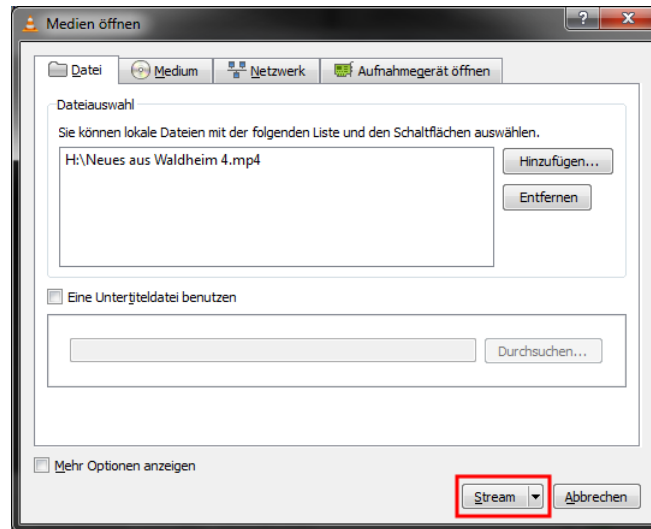 Medien öffnen
Datei Medium Netzwerk Aufnahmegerät öffnen
Dateiauswahl
Sie können lokale Dateien mit der folgenden Liste und den Schaltflächen auswählen.
H:\Neues aus Waldheim 4.mp4
Hinzufügen...
Entfernen
Eine Untertiteldatei benutzen
Durchsuchen...
Mehr Optionen anzeigen
Stream Abbrechen